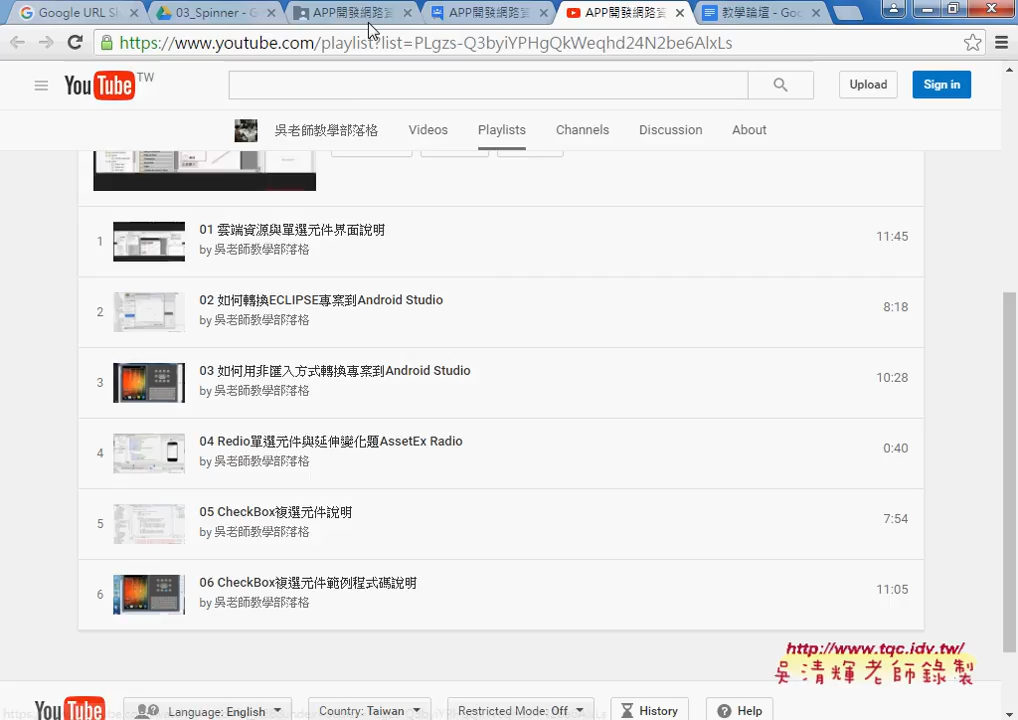 Google URL Sh
03_Spinner - G
APP開發網路資
APP開發網路資
APP開發網路資
教學論壇 - Goo
https://www.youtube.com/playlist?list=PLgzs-Q3byiYPHgQkWeqhd24N2be6AlxLs
YouTube TW
Upload
Sign in
吳老師教學部落格
Videos
Playlists
Channels
Discussion
About
1
01 雲端資源與單選元件界面說明
by 吳老師教學部落格
11:45
2
02 如何轉換ECLIPSE專案到Android Studio
by 吳老師教學部落格
8:18
3
03 如何用非匯入方式轉換專案到Android Studio
by 吳老師教學部落格
10:28
4
04 Redio單選元件與延伸變化題AssetEx Radio
by 吳老師教學部落格
0:40
5
05 CheckBox複選元件說明
by 吳老師教學部落格
7:54
6
06 CheckBox複選元件範例程式碼說明
by 吳老師教學部落格
11:05
http://www.tqc.idv.tw/
吳清輝老師錄製
YouTube
Language: English
Country: Taiwan
Restricted Mode: Off
History
Help